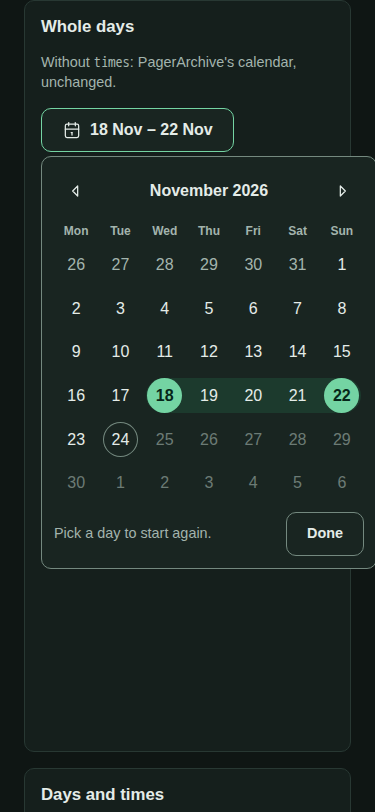 Whole days
Without times: PagerArchive's calendar,
unchanged.
18 Nov – 22 Nov
November 2026
Mon Tue Wed Thu Fri Sat Sun
26 27 28 29 30 31 1
2 3 4 5 6 7 8
9 10 11 12 13 14 15
16 17 18 19 20 21 22
23 24 25 26 27 28 29
30 1 2 3 4 5 6
Pick a day to start again. Done
Days and times